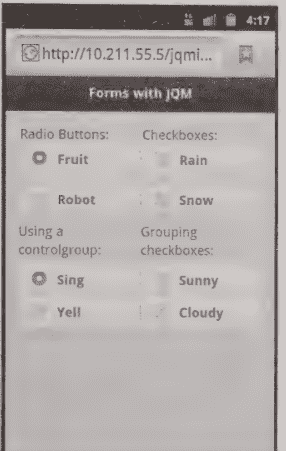 4:17
http://10.211.55.5/jqmi...
Forms with jQM
Radio Buttons: Checkboxes:
Fruit Rain
Robot Snow
Using a controlgroup: Grouping checkboxes:
Sing Sunny
Yell Cloudy